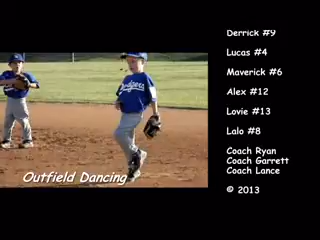 Derrick #9
Lucas #4
Maverick #6
Alex #12
Lovie #13
Lalo #8
Coach Ryan
Coach Garrett
Coach Lance
© 2013
Dodgers
Outfield Dancing